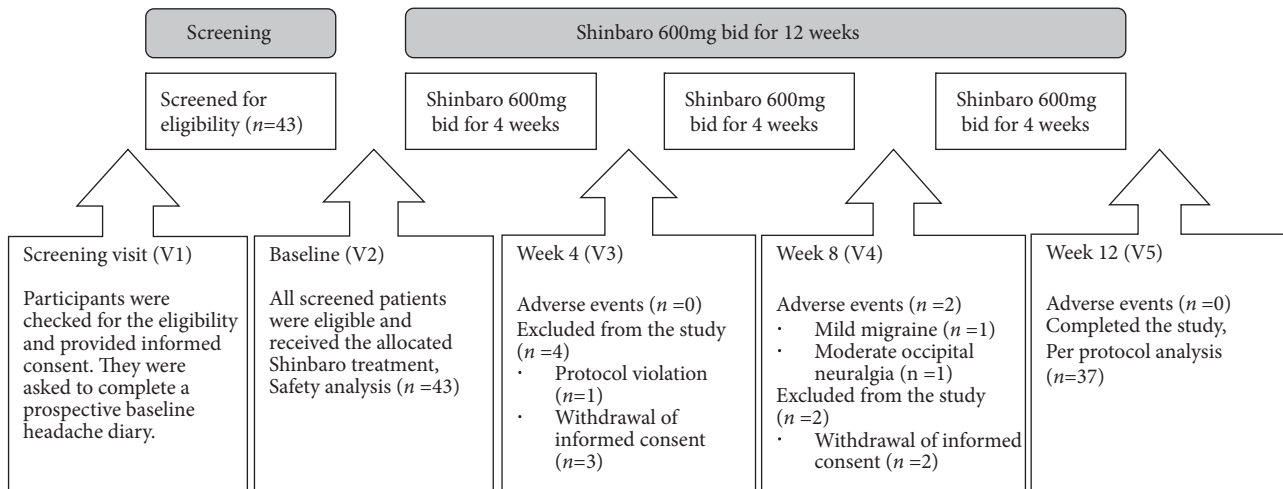 Screening
Shinbaro 600mg bid for 12 weeks
Screened for
eligibility (n=43)
Shinbaro 600mg
bid for 4 weeks
Shinbaro 600mg
bid for 4 weeks
Shinbaro 600mg
bid for 4 weeks
Screening visit (V1)
Participants were
checked for the eligibility
and provided informed
consent. They were
asked to complete a
prospective baseline
headache diary.
Baseline (V2)
All screened patients
were eligible and
received the allocated
Shinbaro treatment,
Safety analysis (n =43)
Week 4 (V3)
Adverse events (n =0)
Excluded from the study
(n =4)
· Protocol violation
(n=1)
· Withdrawal of
informed consent
(n=3)
Week 8 (V4)
Adverse events (n =2)
· Mild migraine (n =1)
· Moderate occipital
neuralgia (n =1)
Excluded from the study
(n =2)
· Withdrawal of informed
consent (n =2)
Week 12 (V5)
Adverse events (n =0)
Completed the study,
Per protocol analysis
(n=37)